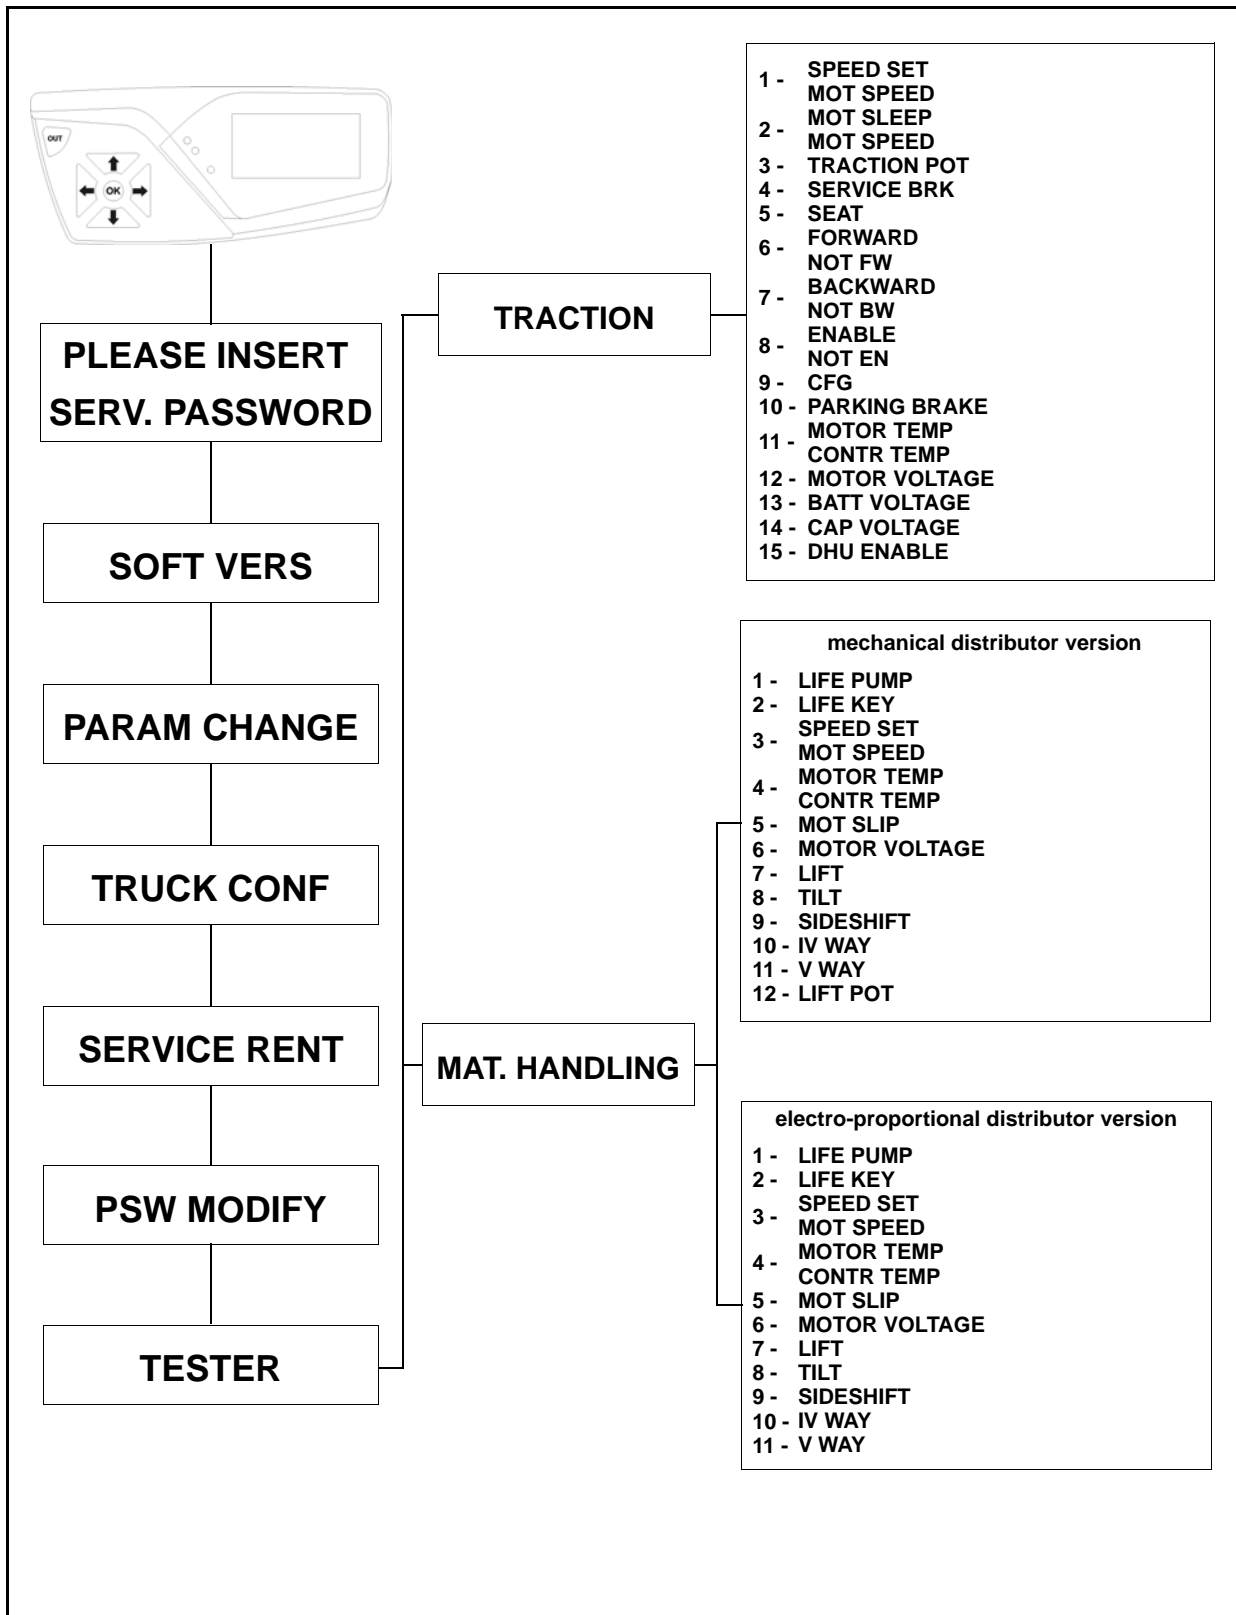 OUT
OK
PLEASE INSERT
SERV. PASSWORD
SOFT VERS
PARAM CHANGE
TRUCK CONF
SERVICE RENT
PSW MODIFY
TESTER
TRACTION
1 - SPEED SET
MOT SPEED
2 - MOT SLEEP
MOT SPEED
3 - TRACTION POT
4 - SERVICE BRK
5 - SEAT
6 - FORWARD
NOT FW
7 - BACKWARD
NOT BW
8 - ENABLE
NOT EN
9 - CFG
10 - PARKING BRAKE
11 - MOTOR TEMP
CONTR TEMP
12 - MOTOR VOLTAGE
13 - BATT VOLTAGE
14 - CAP VOLTAGE
15 - DHU ENABLE
MAT. HANDLING
mechanical distributor version
1 - LIFE PUMP
2 - LIFE KEY
3 - SPEED SET
MOT SPEED
4 - MOTOR TEMP
CONTR TEMP
5 - MOT SLIP
6 - MOTOR VOLTAGE
7 - LIFT
8 - TILT
9 - SIDESHIFT
10 - IV WAY
11 - V WAY
12 - LIFT POT
electro-proportional distributor version
1 - LIFE PUMP
2 - LIFE KEY
3 - SPEED SET
MOT SPEED
4 - MOTOR TEMP
CONTR TEMP
5 - MOT SLIP
6 - MOTOR VOLTAGE
7 - LIFT
8 - TILT
9 - SIDESHIFT
10 - IV WAY
11 - V WAY